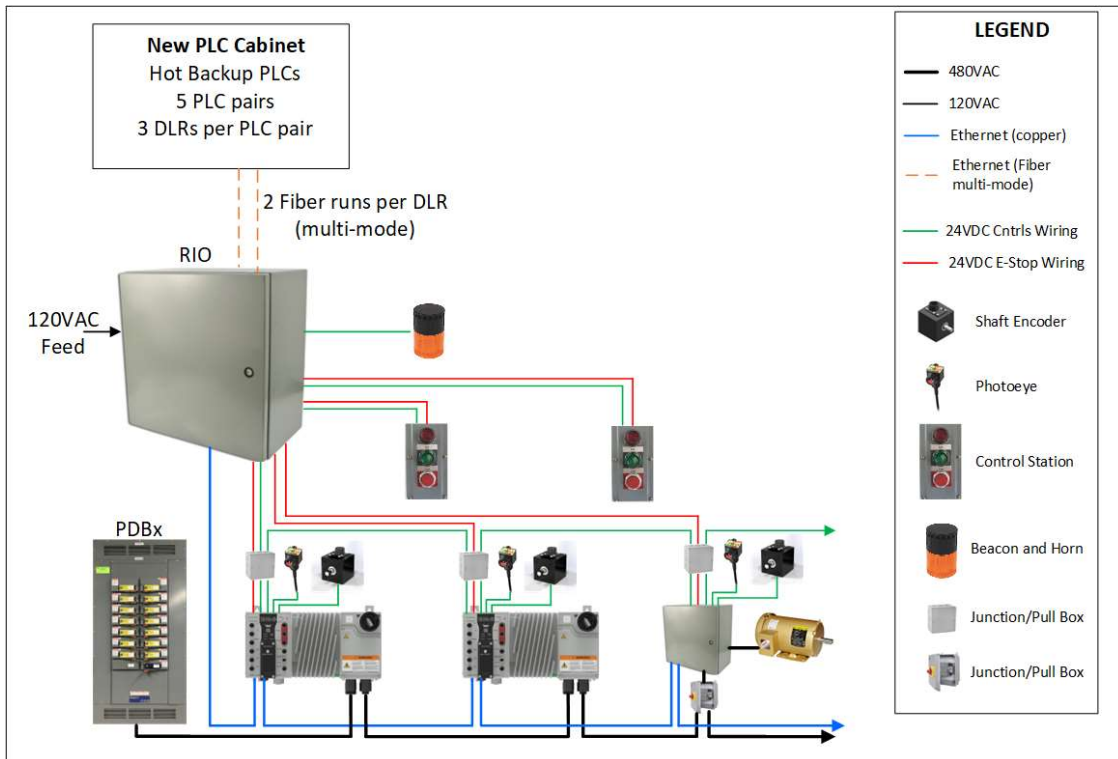 New PLC Cabinet
Hot Backup PLCs
5 PLC pairs
3 DLRs per PLC pair
2 Fiber runs per DLR
(multi-mode)
RIO
120VAC
Feed
PDBx
LEGEND
480VAC
120VAC
Ethernet (copper)
Ethernet (Fiber
multi-mode)
24VDC Cntrls Wiring
24VDC E-Stop Wiring
Shaft Encoder
Photoeye
Control Station
Beacon and Horn
Junction/Pull Box
Junction/Pull Box